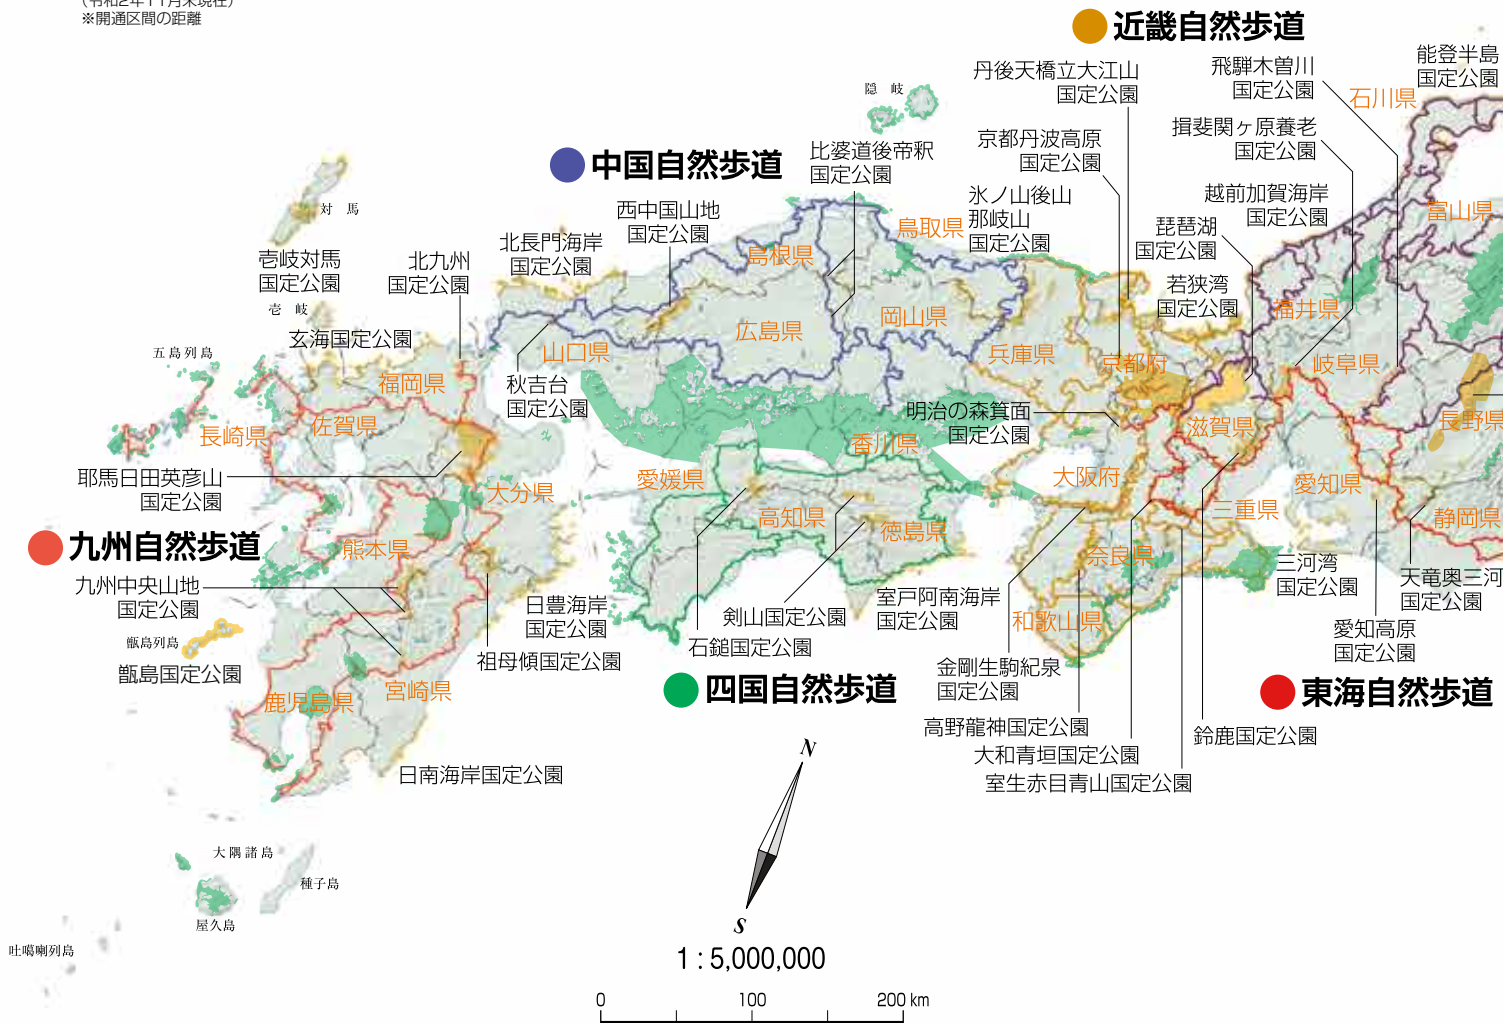 (令和2年11月末現在)
※開通区間の距離
近畿自然歩道
丹後天橋立大江山
国定公園
飛騨木曽川
国定公園
能登半島
国定公園
石川県
隠 岐
京都丹波高原
国定公園
揖斐関ヶ原養老
国定公園
中国自然歩道
比婆道後帝釈
国定公園
氷ノ山後山
那岐山
国定公園
越前加賀海岸
国定公園
富山県
対 馬
西中国山地
国定公園
鳥取県
琵琶湖
国定公園
北長門海岸
国定公園
島根県
壱岐対馬
国定公園
北九州
国定公園
若狭湾
国定公園
壱 岐
福井県
玄海国定公園
広島県
岡山県
五島列島
山口県
兵庫県
京都府
岐阜県
福岡県
秋吉台
国定公園
明治の森箕面
国定公園
長崎県
佐賀県
香川県
滋賀県
長野県
耶馬日田英彦山
国定公園
大分県
愛媛県
大阪府
愛知県
高知県
徳島県
三重県
静岡県
九州自然歩道
熊本県
奈良県
三河湾
国定公園
天竜奥三河
国定公園
九州中央山地
国定公園
日豊海岸
国定公園
剣山国定公園
室戸阿南海岸
国定公園
和歌山県
愛知高原
国定公園
甑島列島
甑島国定公園
祖母傾国定公園
石鎚国定公園
金剛生駒紀泉
国定公園
鹿児島県
宮崎県
四国自然歩道
東海自然歩道
高野龍神国定公園
鈴鹿国定公園
大和青垣国定公園
室生赤目青山国定公園
日南海岸国定公園
N
S
大隅諸島
種子島
屋久島
吐噶喇列島
1:5,000,000
0 100 200 km